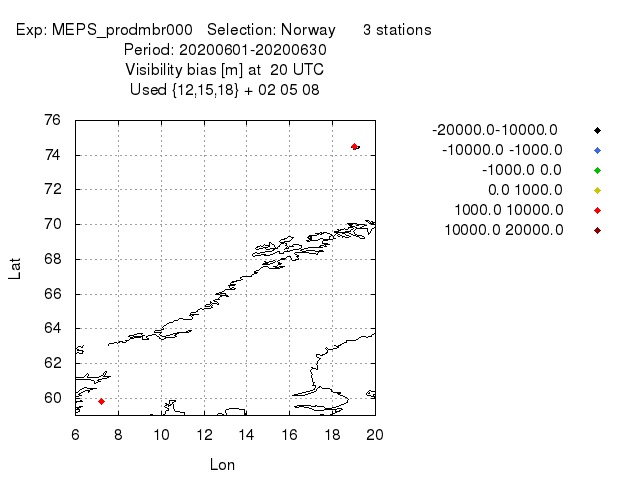 Exp: MEPS_prodmbr000 Selection: Norway 3 stations
Period: 20200601-20200630
Visibility bias [m] at 20 UTC
Used {12,15,18} + 02 05 08
-20000.0-10000.0
-10000.0 -1000.0
-1000.0 0.0
0.0 1000.0
1000.0 10000.0
10000.0 20000.0
Lat
76
74
72
70
68
66
64
62
60
6 8 10 12 14 16 18 20
Lon